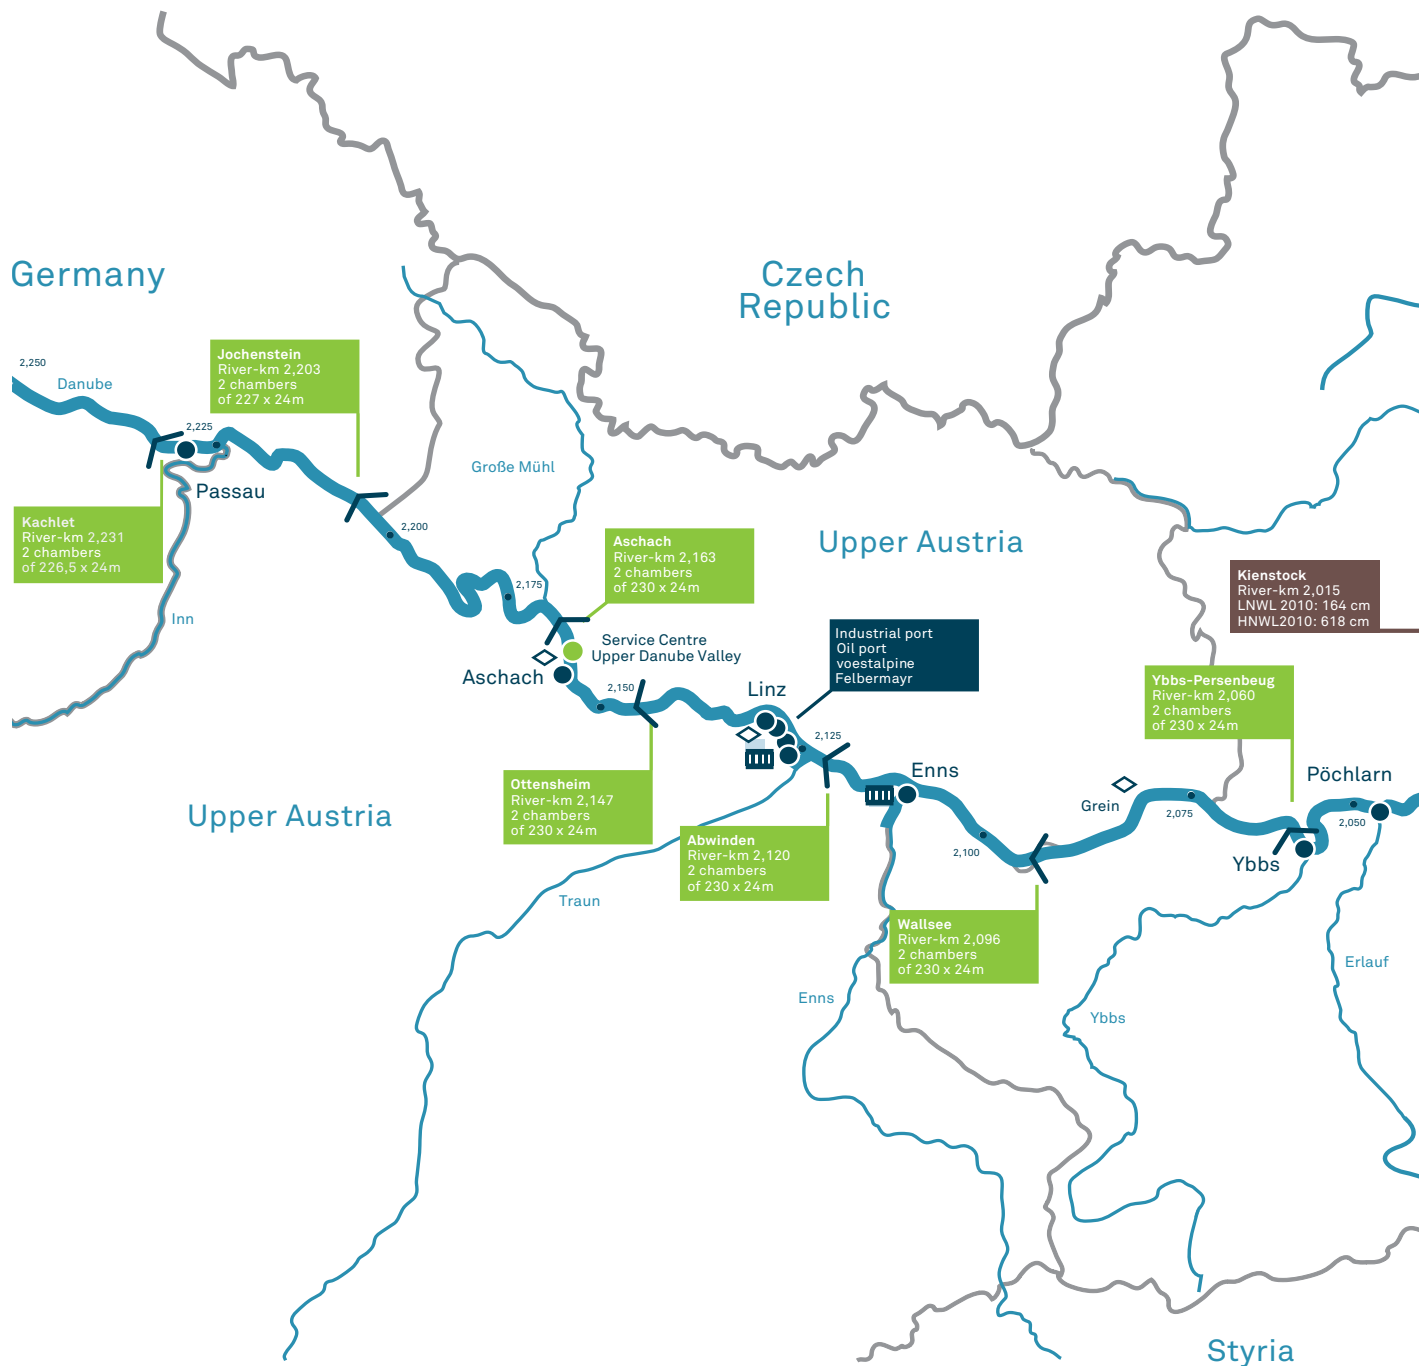 Germany
Czech
Republic
Jochenstein
River-km 2,203
2 chambers
of 227 x 24m
2,250
Danube
2,225
Große Mühl
Passau
Kachlet
River-km 2,231
2 chambers
of 226,5 x 24m
2,200
Upper Austria
Aschach
River-km 2,163
2 chambers
of 230 x 24m
2,175
Kienstock
River-km 2,015
LNWL 2010: 164 cm
HNWL2010: 618 cm
Inn
Service Centre
Upper Danube Valley
Industrial port
Oil port
voestalpine
Felbermayr
Aschach
Ybbs-Persenbeug
River-km 2,060
2 chambers
of 230 x 24m
2,150
Linz
2,125
Enns
Pöchlarn
Ottensheim
River-km 2,147
2 chambers
of 230 x 24m
Grein
2,075
2,050
Upper Austria
Abwinden
River-km 2,120
2 chambers
of 230 x 24m
2,100
Ybbs
Traun
Wallsee
River-km 2,096
2 chambers
of 230 x 24m
Erlauf
Enns
Ybbs
Styria